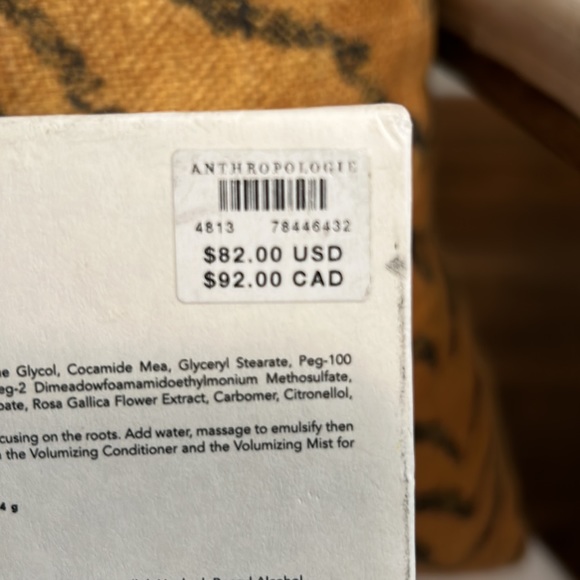 ANTHROPOLOGIE
4813 78446432
$82.00 USD
$92.00 CAD
Glycol, Cocamide Mea, Glyceryl Stearate, Peg-100
Dimeadowfoamamidoethylmonium Methosulfate,
Rosa Gallica Flower Extract, Carbomer, Citronellol,
cusing on the roots. Add water, massage to emulsify then
the Volumizing Conditioner and the Volumizing Mist for
4 g